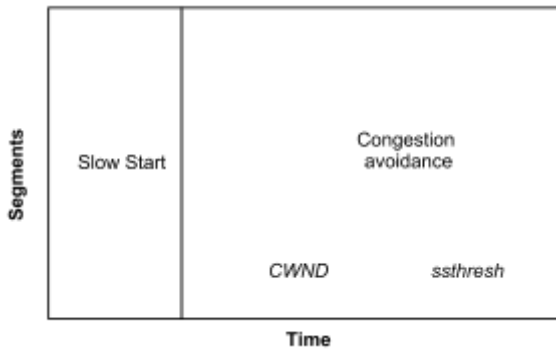 Segments
Slow Start
Congestion
avoidance
CWND
ssthresh
Time